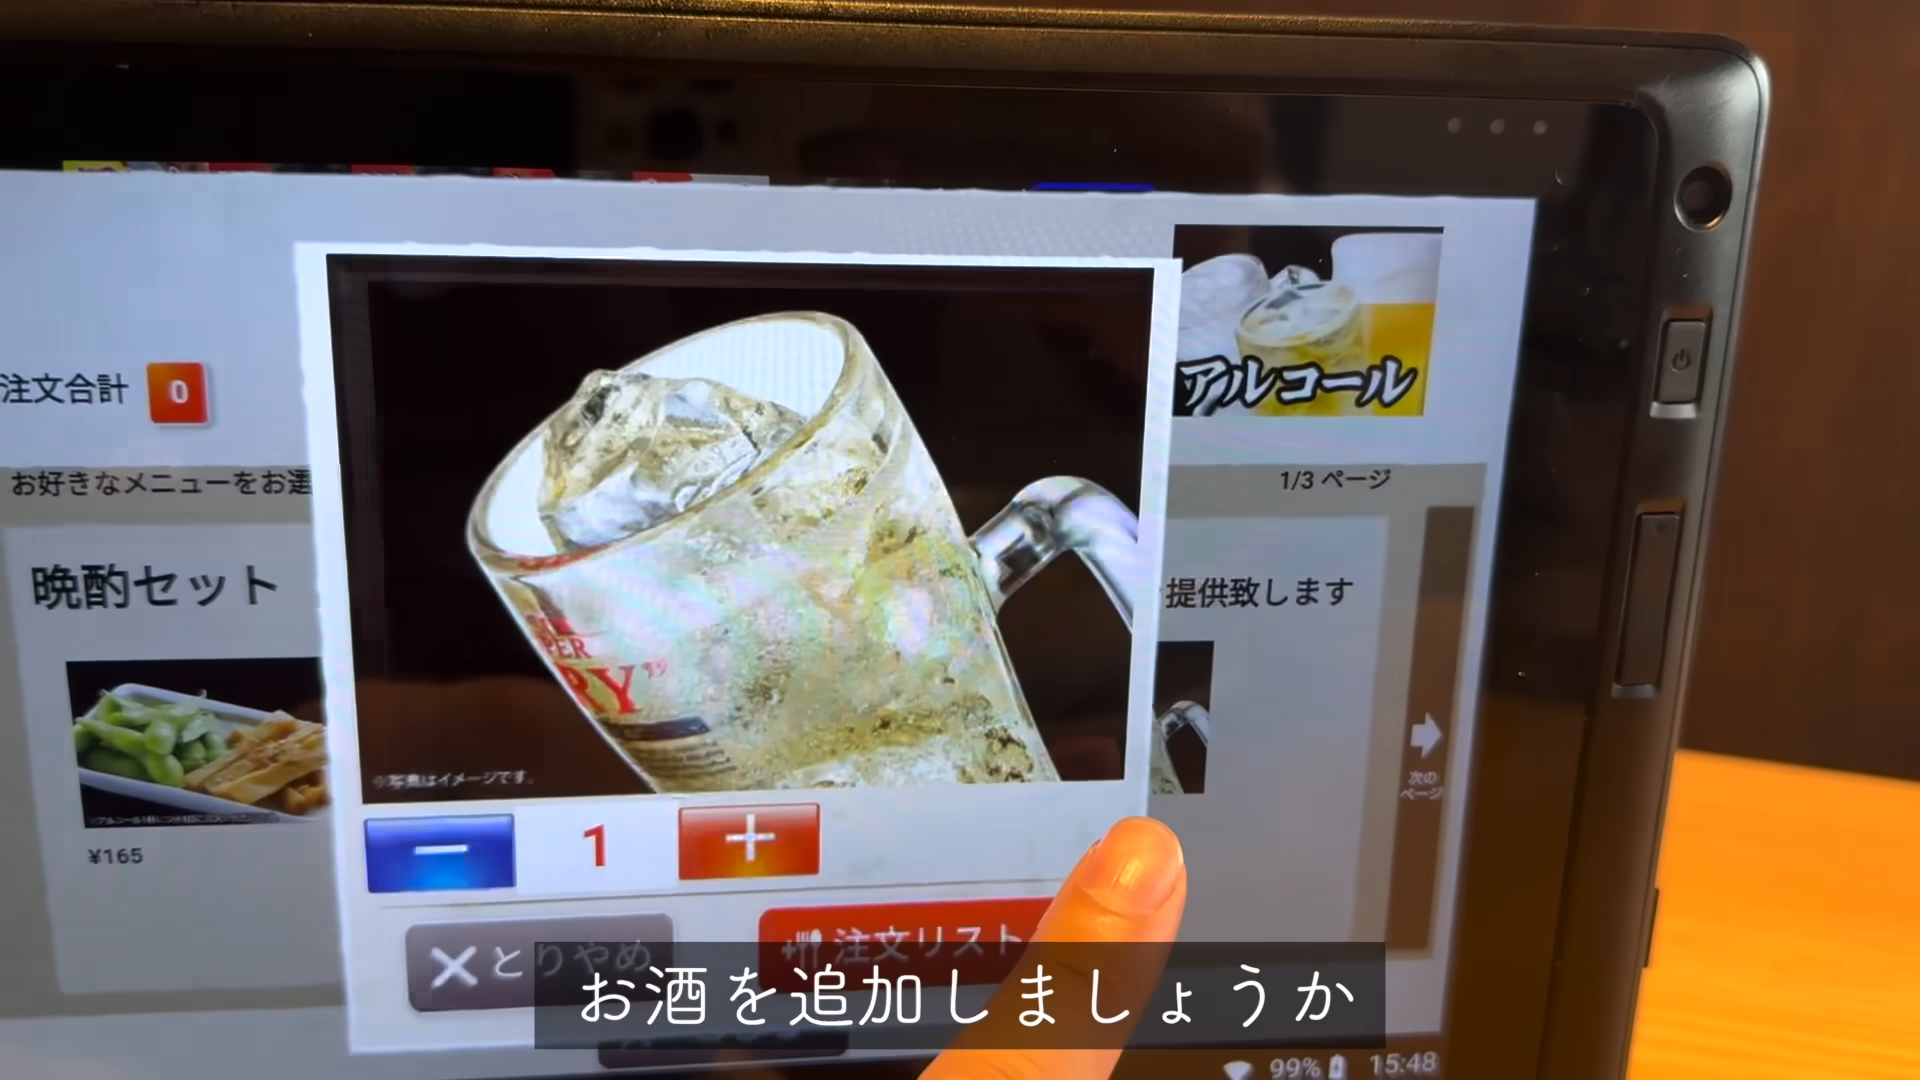 アルコール
注文合計 0
お好きなメニューをお選
1/3 ページ
晩酌セット
提供致します
PER
RY
※写真はイメージです。
次の
ページ
¥165
− 1 +
×とりやめ
注文リスト
お酒を追加しましょうか
99% 15:48